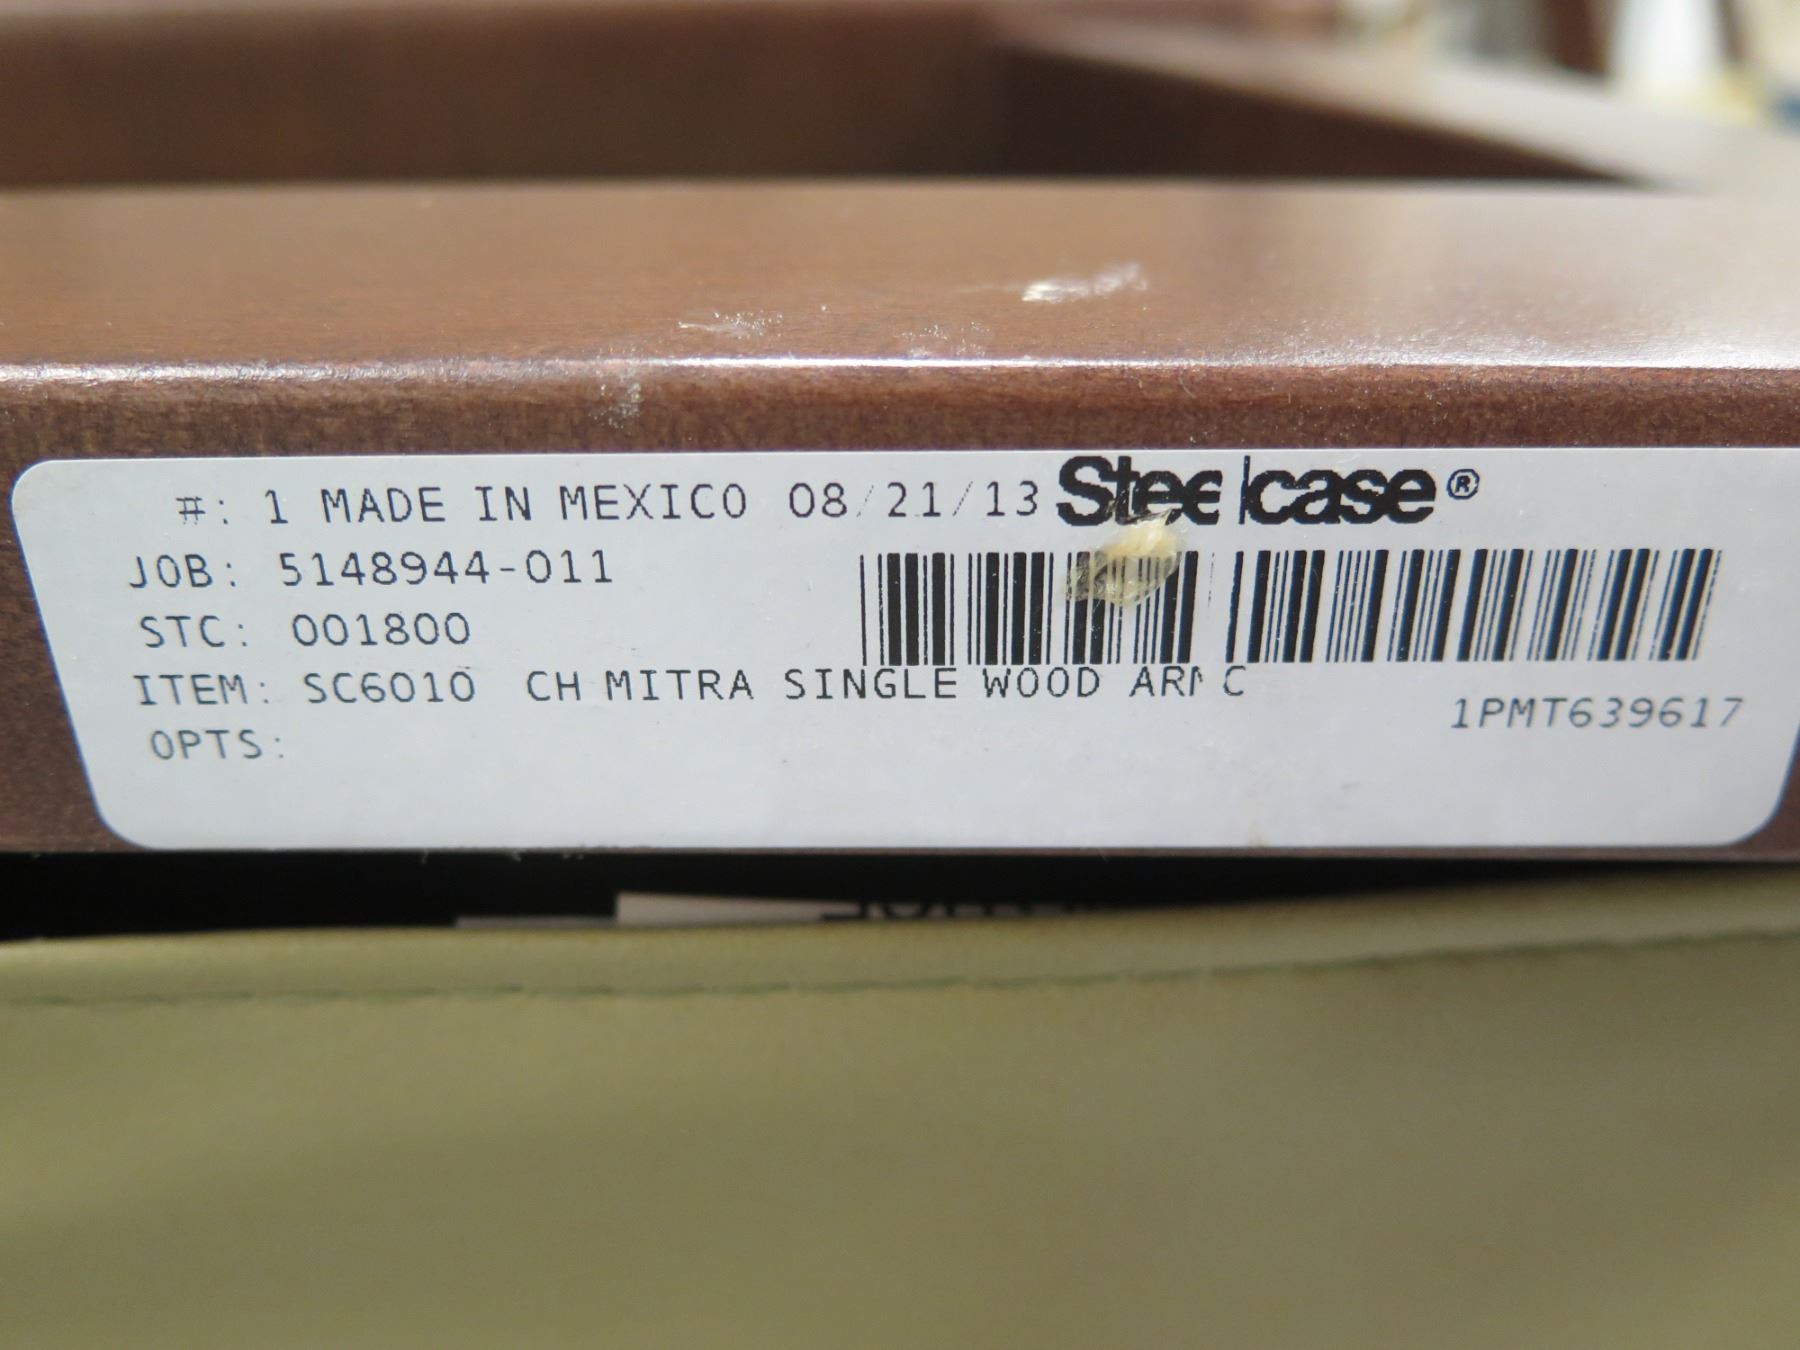 #: 1 MADE IN MEXICO 08/21/13 Steelcase®
JOB: 5148944-011
STC: 001800
ITEM: SC6010 CH MITRA SINGLE WOOD ARM C
1PMT639617
OPTS: